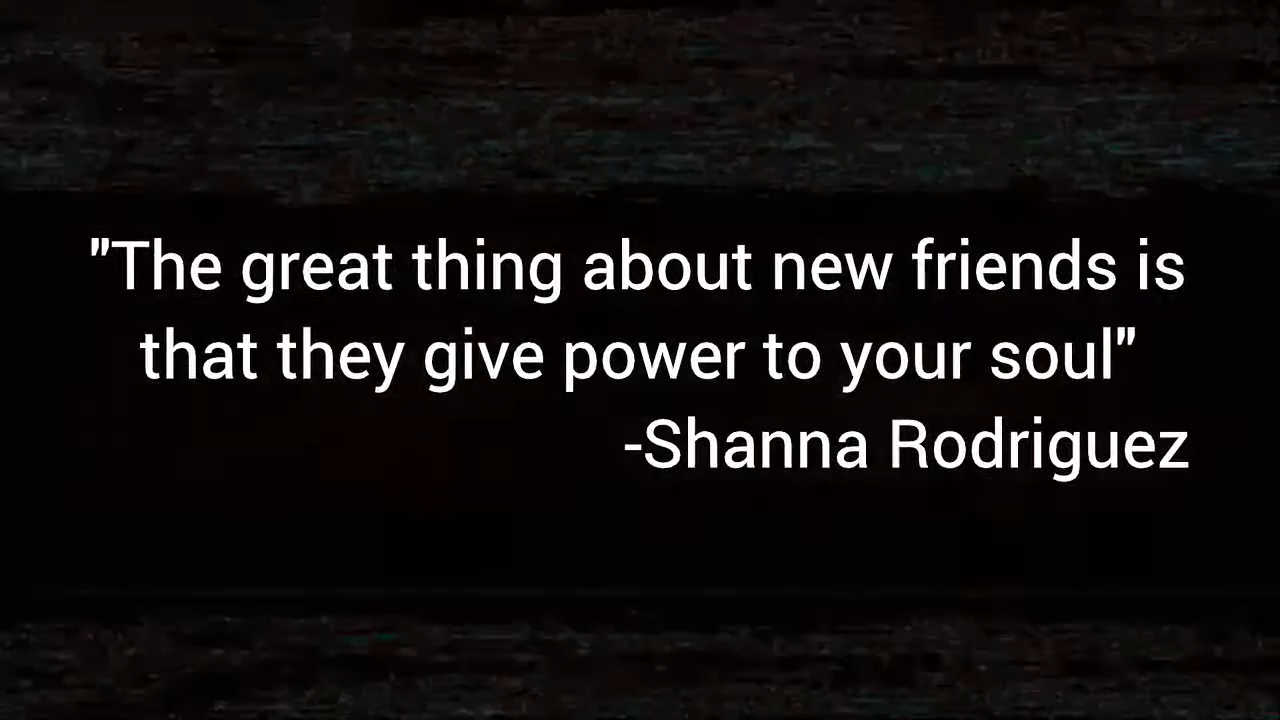 "The great thing about new friends is
that they give power to your soul"
-Shanna Rodriguez